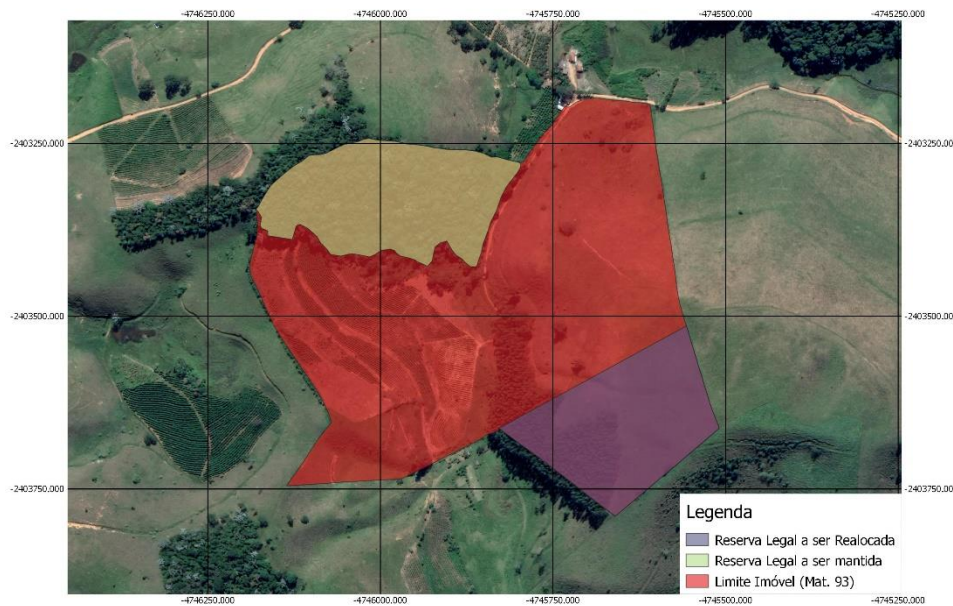 -4746250.000 -4746000.000 -4745750.000 -4745500.000 -4745250.000
-2403250.000 -2403250.000
-2403500.000 -2403500.000
-2403750.000 -2403750.000
Legenda
Reserva Legal a ser Realocada
Reserva Legal a ser mantida
Limite Imóvel (Mat. 93)
-4746250.000 -4746000.000 -4745750.000 -4745500.000 -4745250.000